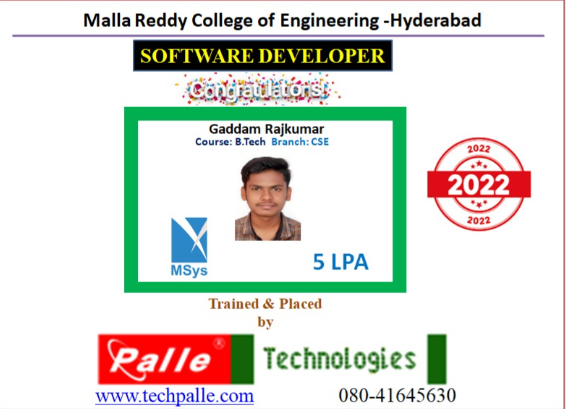 Malla Reddy College of Engineering -Hyderabad
SOFTWARE DEVELOPER
Congratulations!
Gaddam Rajkumar
Course: B.Tech Branch: CSE
2022
2022
2022
MSys
5 LPA
Trained & Placed
by
Palle® Technologies
www.techpalle.com 080-41645630